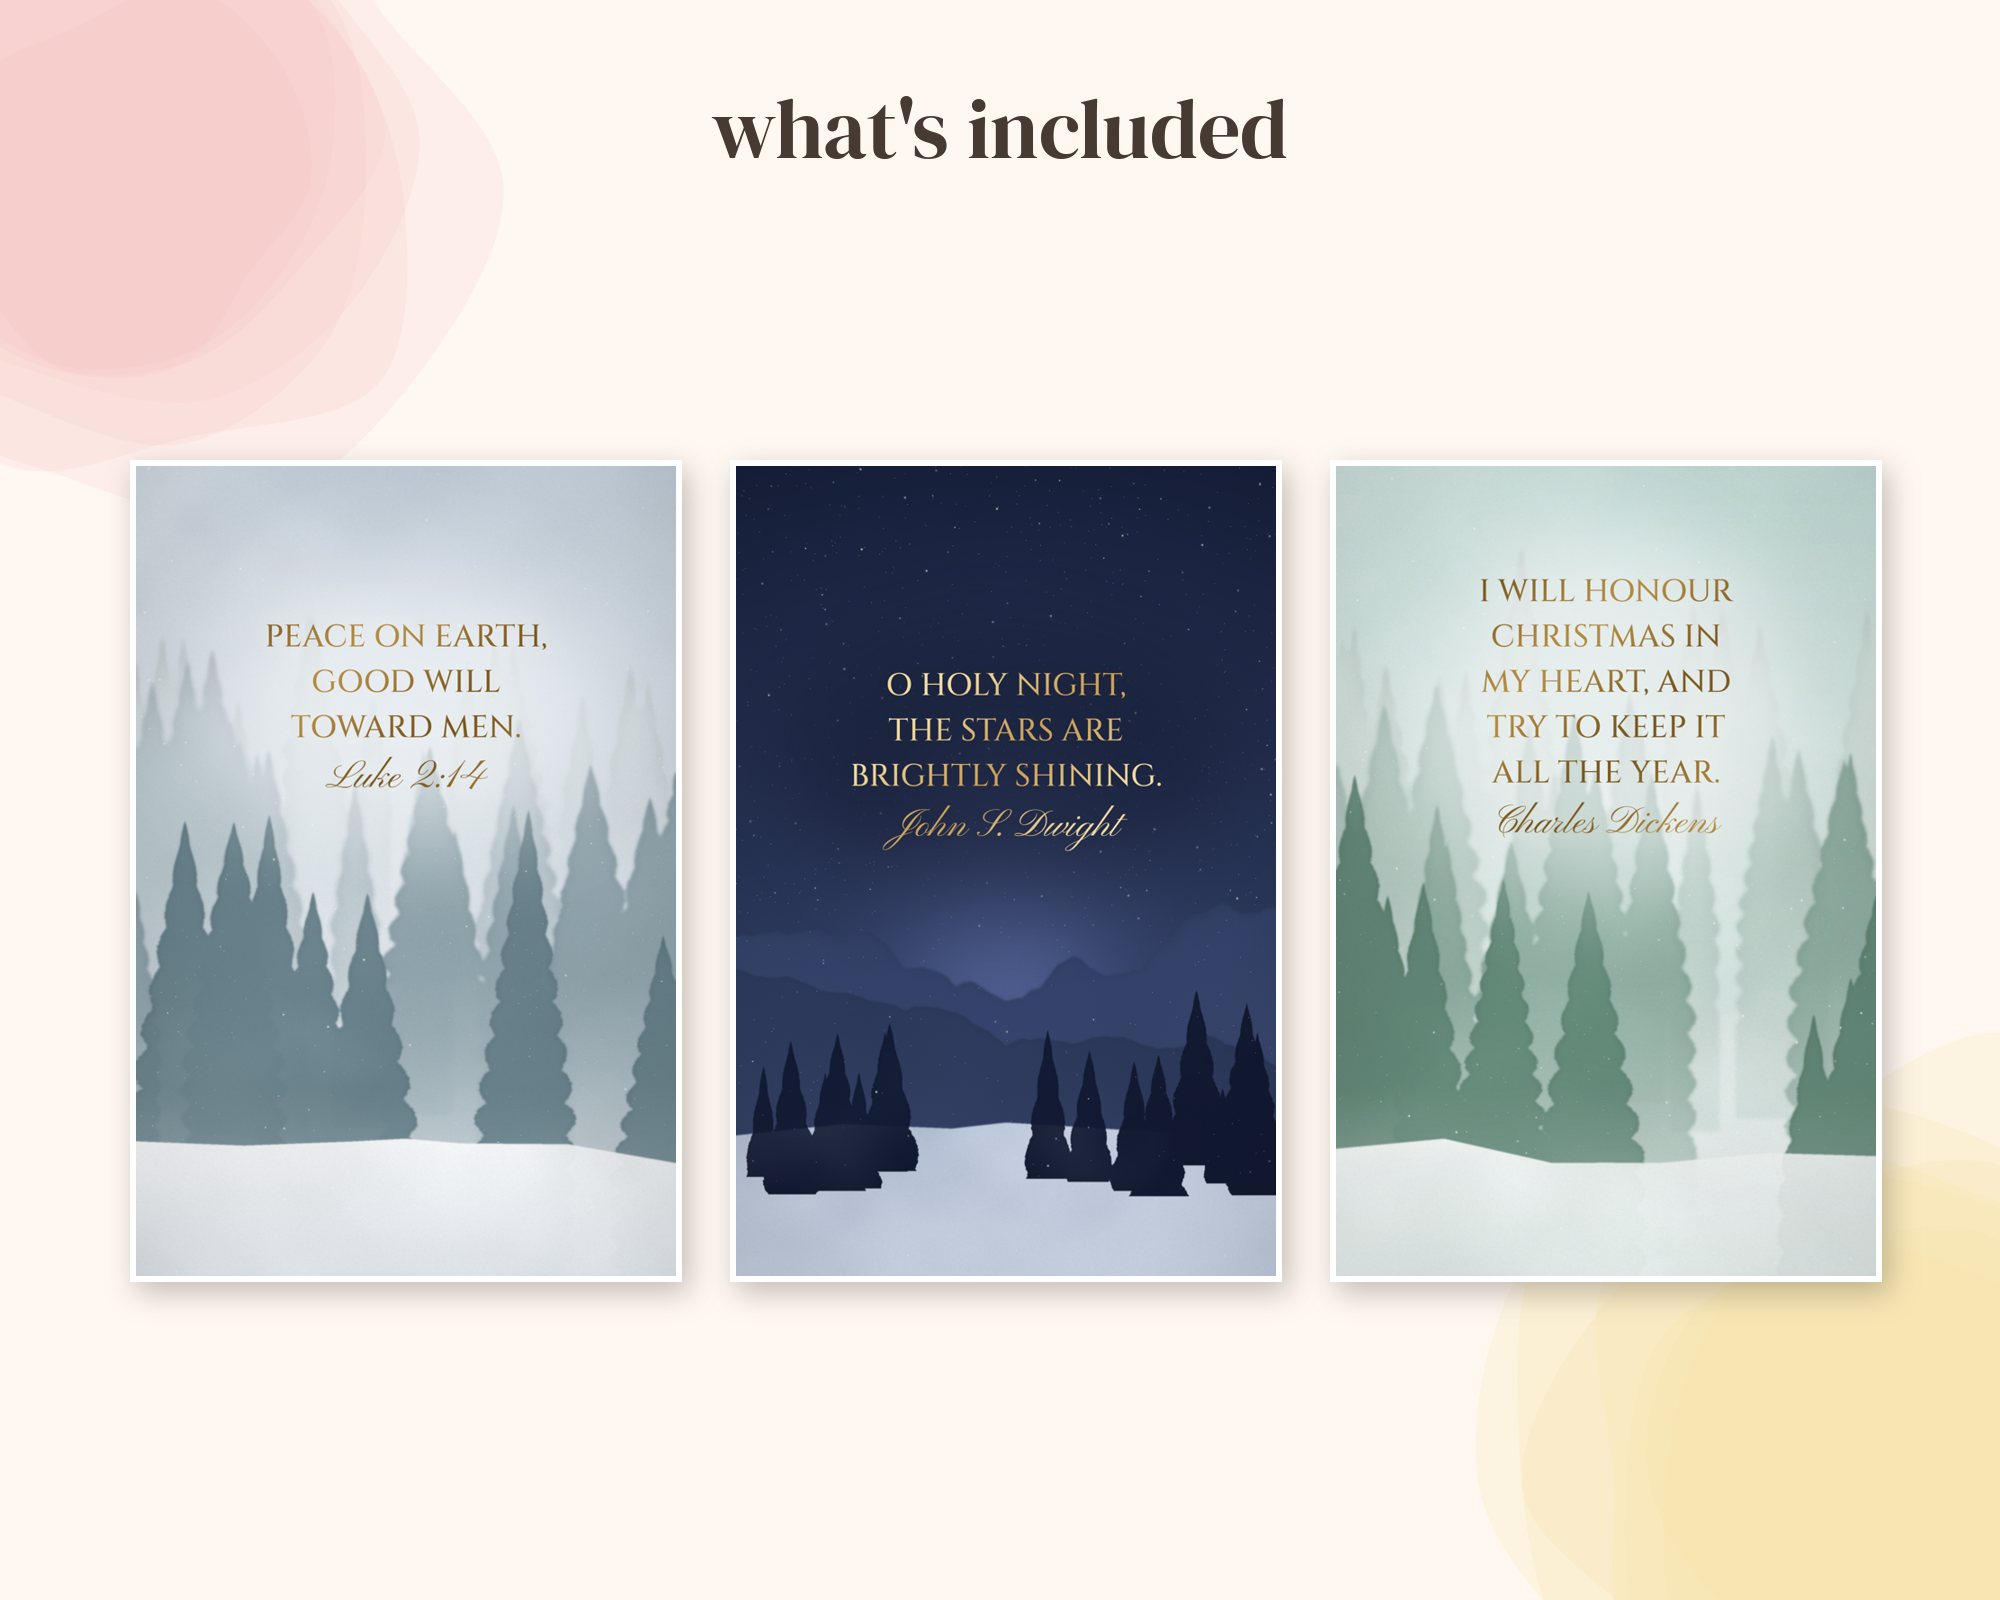 what's included
PEACE ON EARTH,
GOOD WILL
TOWARD MEN.
Luke 2:14
O HOLY NIGHT,
THE STARS ARE
BRIGHTLY SHINING.
John S. Dwight
I WILL HONOUR
CHRISTMAS IN
MY HEART, AND
TRY TO KEEP IT
ALL THE YEAR.
Charles Dickens